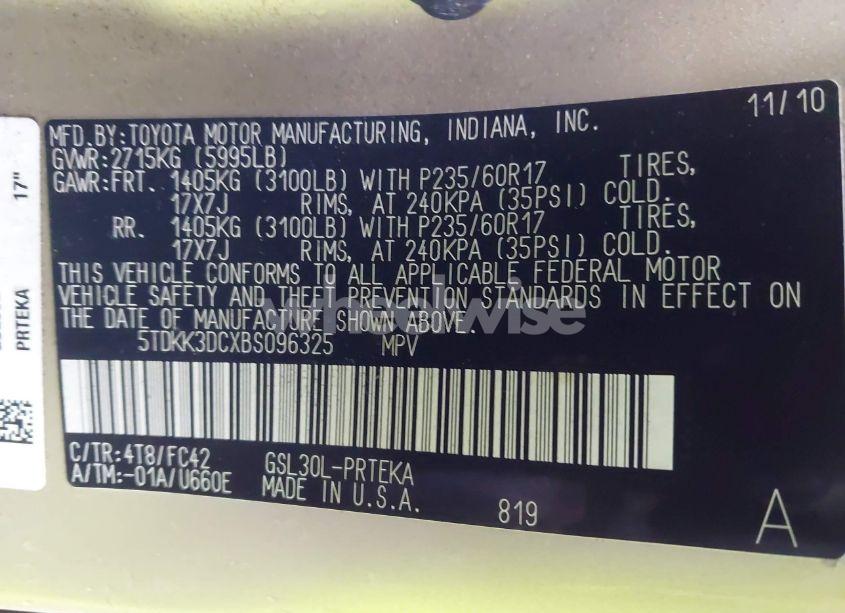 11/10
MFD.BY:TOYOTA MOTOR MANUFACTURING, INDIANA, INC.
GVWR:2715KG (5995LB)
GAWR:FRT. 1405KG (3100LB) WITH P235/60R17 TIRES,
17X7J RIMS, AT 240KPA (35PSI) COLD.
RR. 1405KG (3100LB) WITH P235/60R17 TIRES,
17X7J RIMS, AT 240KPA (35PSI) COLD.
THIS VEHICLE CONFORMS TO ALL APPLICABLE FEDERAL MOTOR
VEHICLE SAFETY AND THEFT PREVENTION STANDARDS IN EFFECT ON
THE DATE OF MANUFACTURE SHOWN ABOVE.
5TDKK3DCXBS096325 MPV
C/TR:4T8/FC42 GSL30L-PRTEKA
A/TM:-01A/U660E MADE IN U.S.A.
819
A
17"
PRTEKA